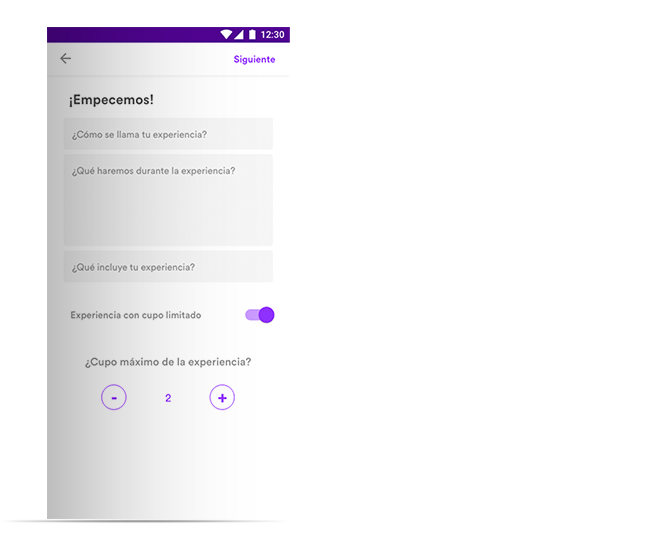 12:30
Siguiente
¡Empecemos!
¿Cómo se llama tu experiencia?
¿Qué haremos durante la experiencia?
¿Qué incluye tu experiencia?
Experiencia con cupo limitado
¿Cupo máximo de la experiencia?
- 2 +